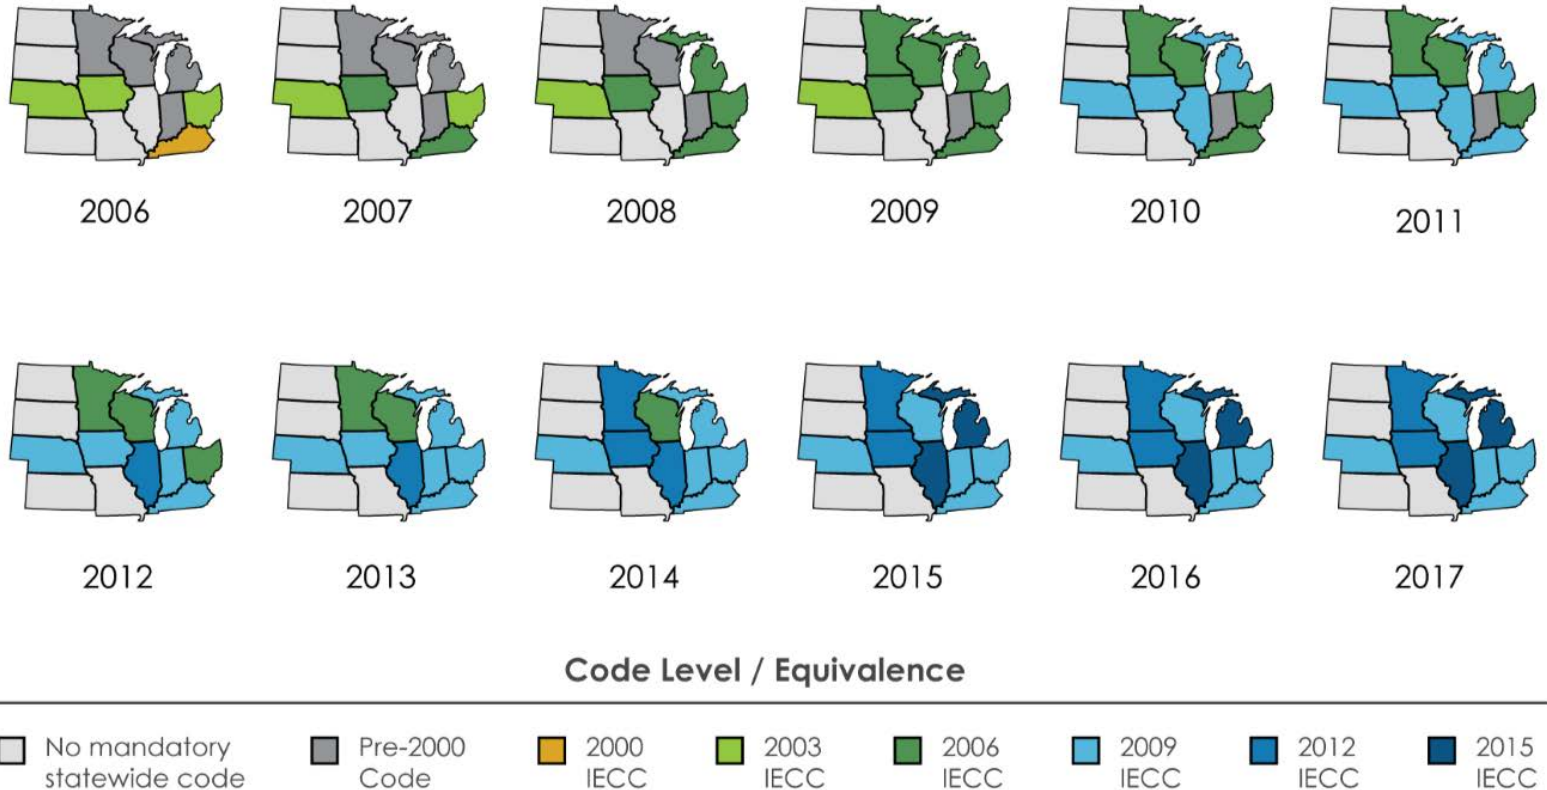 2006
2007
2008
2009
2010
2011
2012
2013
2014
2015
2016
2017
Code Level / Equivalence
No mandatory
statewide code
Pre-2000
Code
2000
IECC
2003
IECC
2006
IECC
2009
IECC
2012
IECC
2015
IECC